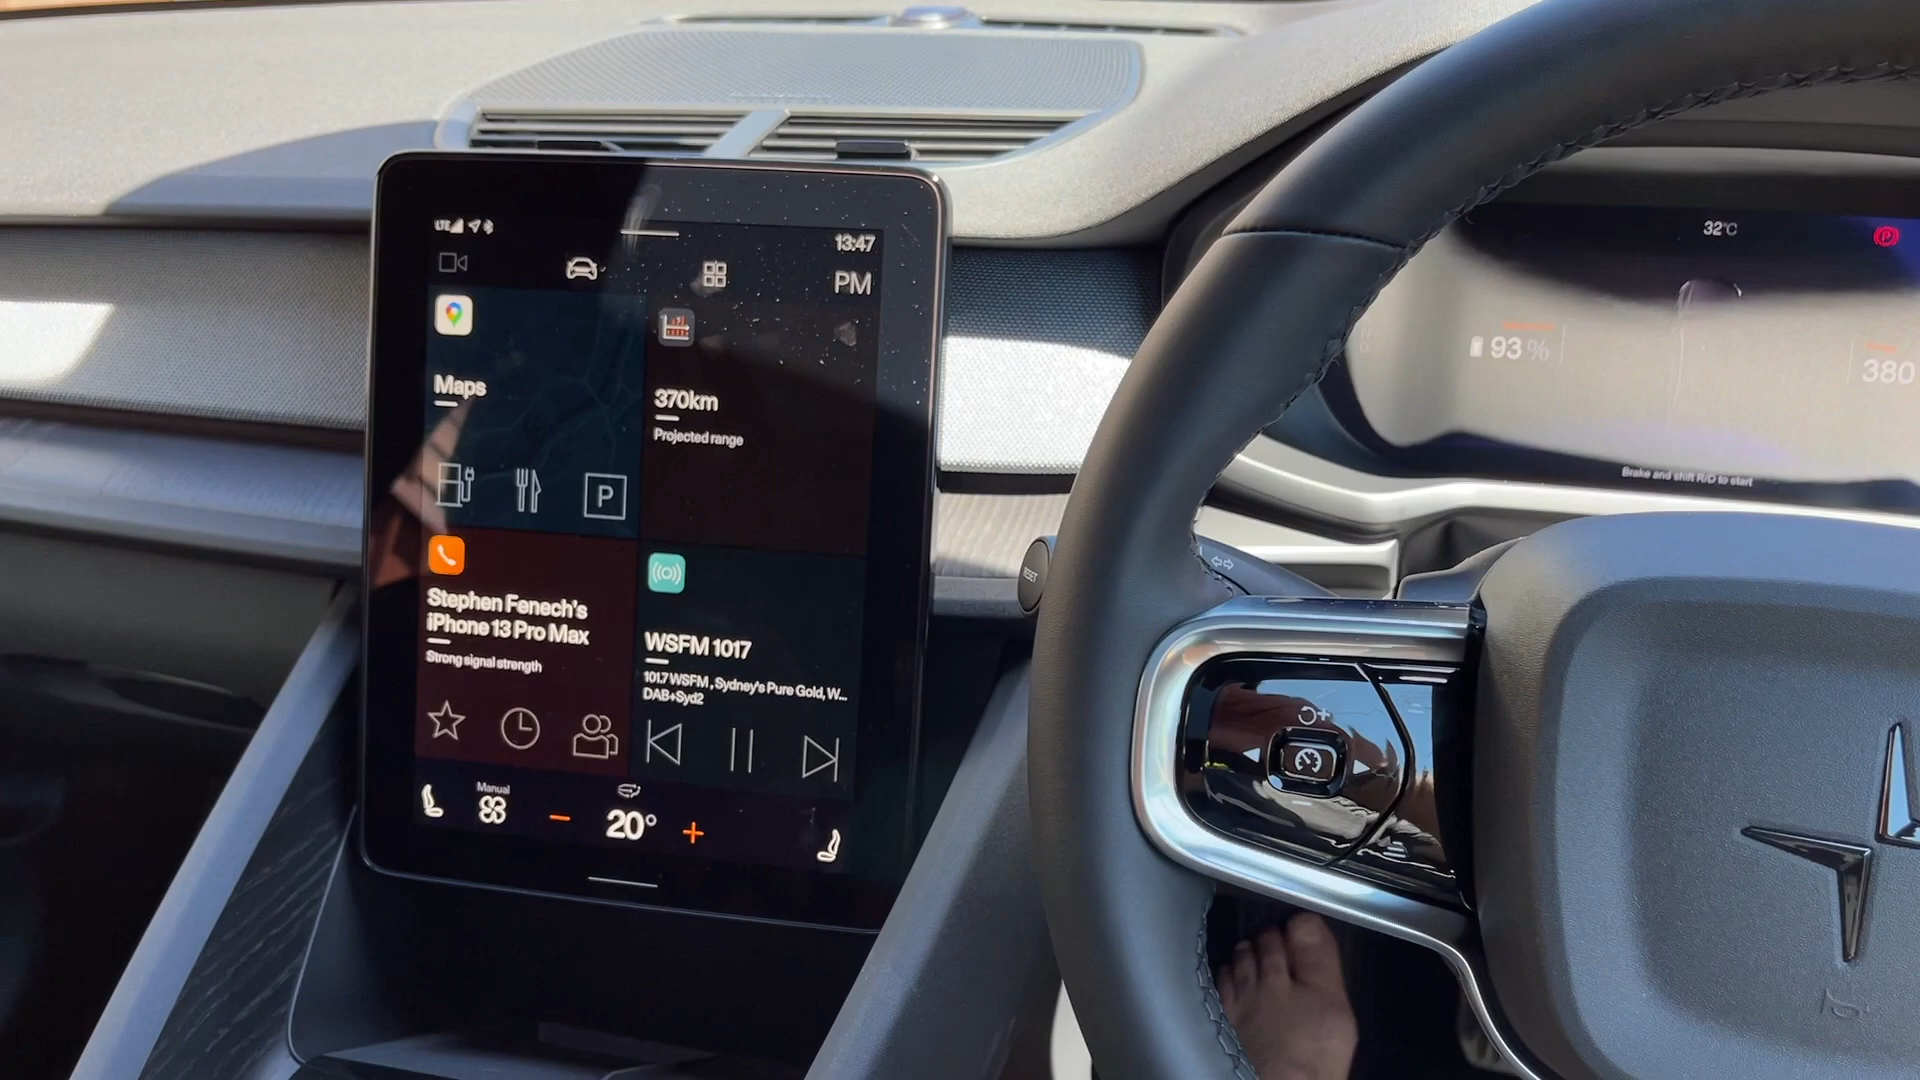 LTE
13:47
PM
Maps
P
370km
Projected range
Stephen Fenech's
iPhone 13 Pro Max
Strong signal strength
WSFM 1017
101.7 WSFM , Sydney's Pure Gold, W...
DAB+Syd2
Manual
20°
RESET
32°C
P
93 %
380
Brake and shift R/D to start